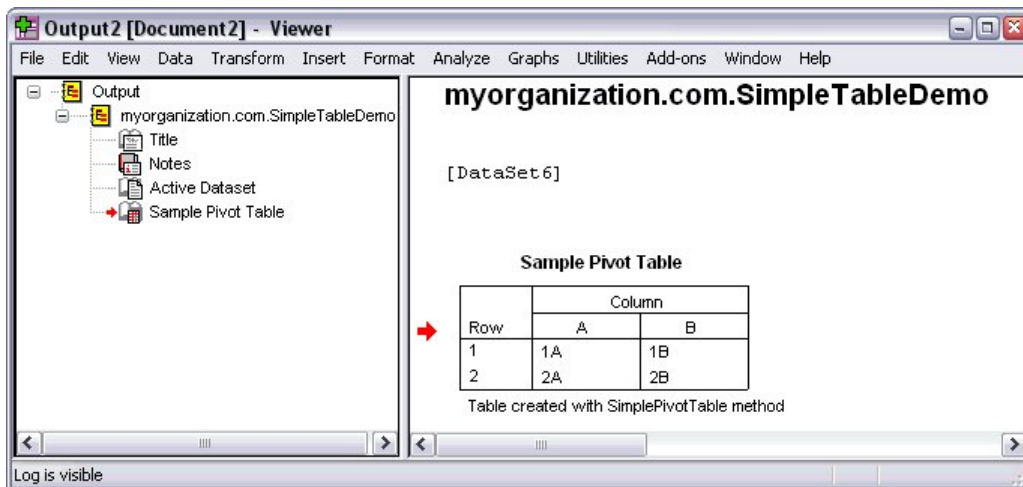 Output2 [Document2] - Viewer
File Edit View Data Transform Insert Format Analyze Graphs Utilities Add-ons Window Help
Output
myorganization.com.SimpleTableDemo
Title
Notes
Active Dataset
Sample Pivot Table
myorganization.com.SimpleTableDemo
[DataSet6]
Sample Pivot Table
Column
Row A B
1 1A 1B
2 2A 2B
Table created with SimplePivotTable method
Log is visible